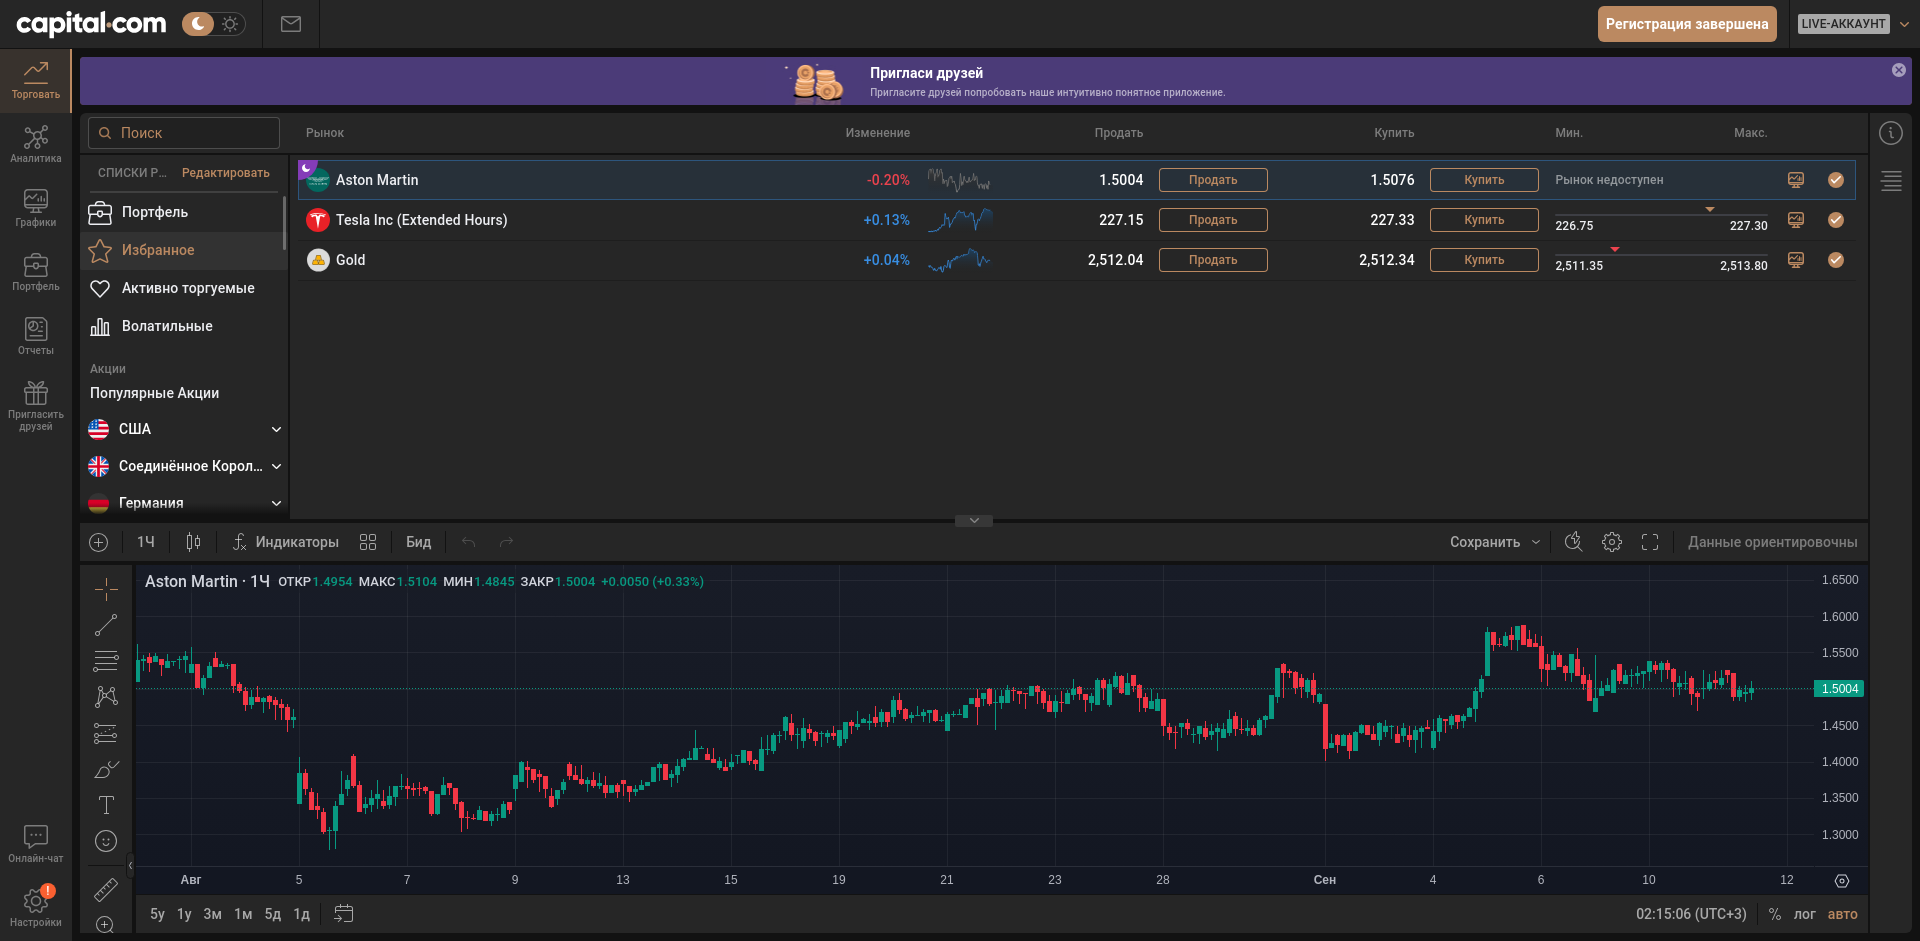 capital.com
Регистрация завершена
LIVE-АККАУНТ
Торговать
Аналитика
Графики
Портфель
Отчеты
Пригласить
друзей
Онлайн-чат
!
Настройки
Пригласи друзей
Пригласите друзей попробовать наше интуитивно понятное приложение.
Поиск
Рынок Изменение Продать Купить Мин. Макс.
СПИСКИ Р... Редактировать
Портфель
Избранное
Активно торгуемые
Волатильные
Акции
Популярные Акции
США
Соединённое Корол...
Германия
Aston Martin -0.20% 1.5004 Продать 1.5076 Купить Рынок недоступен
Tesla Inc (Extended Hours) +0.13% 227.15 Продать 227.33 Купить 226.75 227.30
Gold +0.04% 2,512.04 Продать 2,512.34 Купить 2,511.35 2,513.80
1Ч Индикаторы Бид Сохранить Данные ориентировочны
Aston Martin · 1Ч ОТКР1.4954 МАКС1.5104 МИН1.4845 ЗАКР1.5004 +0.0050 (+0.33%)
1.6500
1.6000
1.5500
1.5004
1.4500
1.4000
1.3500
1.3000
Авг 5 7 9 13 15 19 21 23 28 Сен 4 6 10 12
5y 1y 3м 1м 5д 1д 02:15:06 (UTC+3) % лог авто